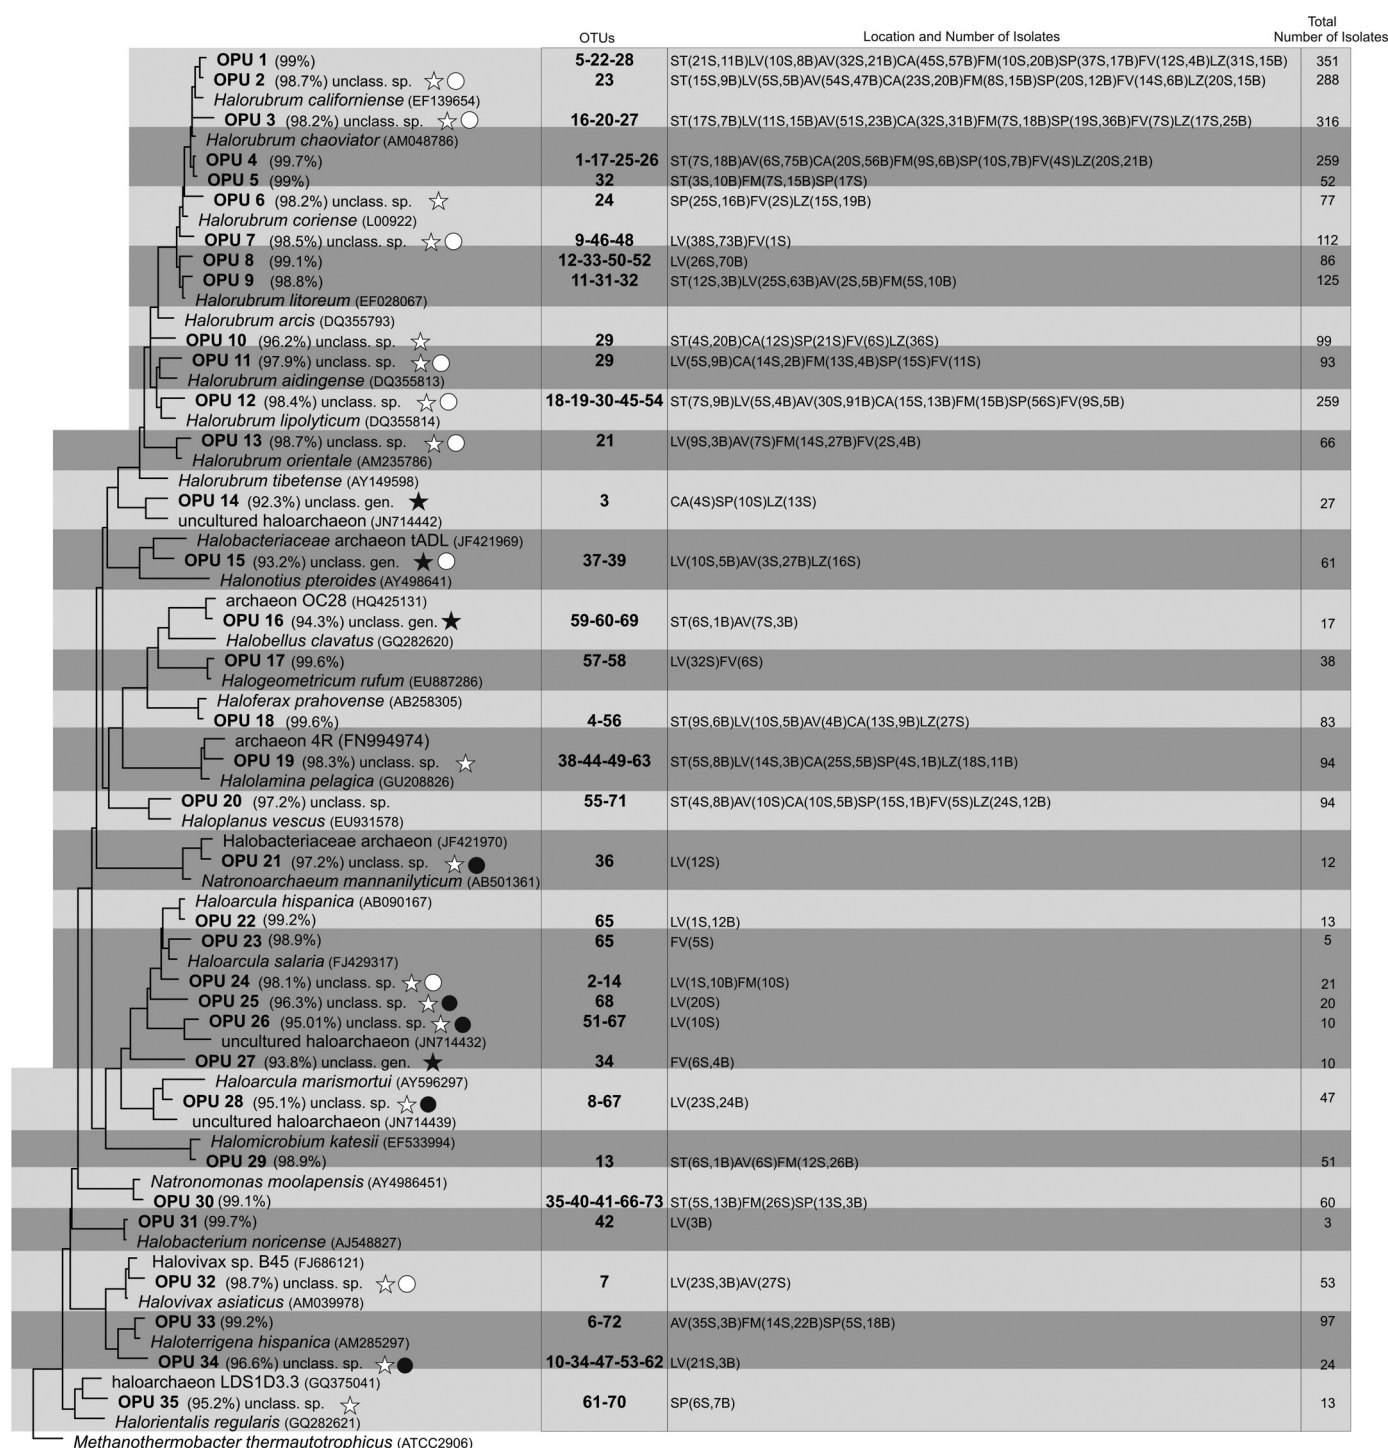 OTUs Location and Number of Isolates Total Number of Isolates
OPU 1 (99%) 5-22-28 ST(21S,11B)LV(10S,8B)AV(32S,21B)CA(45S,57B)FM(10S,20B)SP(37S,17B)FV(12S,4B)LZ(31S,15B) 351
OPU 2 (98.7%) unclass. sp. 23 ST(15S,9B)LV(5S,5B)AV(54S,47B)CA(23S,20B)FM(8S,15B)SP(20S,12B)FV(14S,6B)LZ(20S,15B) 288
Halorubrum californiense (EF139654)
OPU 3 (98.2%) unclass. sp. 16-20-27 ST(17S,7B)LV(11S,15B)AV(51S,23B)CA(32S,31B)FM(7S,18B)SP(19S,36B)FV(7S)LZ(17S,25B) 316
Halorubrum chaoviator (AM048786)
OPU 4 (99.7%) 1-17-25-26 ST(7S,18B)AV(6S,75B)CA(20S,56B)FM(9S,6B)SP(10S,7B)FV(4S)LZ(20S,21B) 259
OPU 5 (99%) 32 ST(3S,10B)FM(7S,15B)SP(17S) 52
OPU 6 (98.2%) unclass. sp. 24 SP(25S,16B)FV(2S)LZ(15S,19B) 77
Halorubrum coriense (L00922)
OPU 7 (98.5%) unclass. sp. 9-46-48 LV(38S,73B)FV(1S) 112
OPU 8 (99.1%) 12-33-50-52 LV(26S,70B) 86
OPU 9 (98.8%) 11-31-32 ST(12S,3B)LV(25S,63B)AV(2S,5B)FM(5S,10B) 125
Halorubrum litoreum (EF028067)
Halorubrum arcis (DQ355793)
OPU 10 (96.2%) unclass. sp. 29 ST(4S,20B)CA(12S)SP(21S)FV(6S)LZ(36S) 99
OPU 11 (97.9%) unclass. sp. 29 LV(5S,9B)CA(14S,2B)FM(13S,4B)SP(15S)FV(11S) 93
Halorubrum aidingense (DQ355813)
OPU 12 (98.4%) unclass. sp. 18-19-30-45-54 ST(7S,9B)LV(5S,4B)AV(30S,91B)CA(15S,13B)FM(15B)SP(56S)FV(9S,5B) 259
Halorubrum lipolyticum (DQ355814)
OPU 13 (98.7%) unclass. sp. 21 LV(9S,3B)AV(7S)FM(14S,27B)FV(2S,4B) 66
Halorubrum orientale (AM235786)
Halorubrum tibetense (AY149598)
OPU 14 (92.3%) unclass. gen. 3 CA(4S)SP(10S)LZ(13S) 27
uncultured haloarchaeon (JN714442)
Halobacteriaceae archaeon tADL (JF421969)
OPU 15 (93.2%) unclass. gen. 37-39 LV(10S,5B)AV(3S,27B)LZ(16S) 61
Halonotius pteroides (AY498641)
archaeon OC28 (HQ425131)
OPU 16 (94.3%) unclass. gen. 59-60-69 ST(6S,1B)AV(7S,3B) 17
Halobellus clavatus (GQ282620)
OPU 17 (99.6%) 57-58 LV(32S)FV(6S) 38
Halogeometricum rufum (EU887286)
Haloferax prahovense (AB258305)
OPU 18 (99.6%) 4-56 ST(9S,6B)LV(10S,5B)AV(4B)CA(13S,9B)LZ(27S) 83
archaeon 4R (FN994974)
OPU 19 (98.3%) unclass. sp. 38-44-49-63 ST(5S,8B)LV(14S,3B)CA(25S,5B)SP(4S,1B)LZ(18S,11B) 94
Halolamina pelagica (GU208826)
OPU 20 (97.2%) unclass. sp. 55-71 ST(4S,8B)AV(10S)CA(10S,5B)SP(15S,1B)FV(5S)LZ(24S,12B) 94
Haloplanus vescus (EU931578)
Halobacteriaceae archaeon (JF421970)
OPU 21 (97.2%) unclass. sp. 36 LV(12S) 12
Natronoarchaeum mannanilyticum (AB501361)
Haloarcula hispanica (AB090167)
OPU 22 (99.2%) 65 LV(1S,12B) 13
OPU 23 (98.9%) 65 FV(5S) 5
Haloarcula salaria (FJ429317)
OPU 24 (98.1%) unclass. sp. 2-14 LV(1S,10B)FM(10S) 21
OPU 25 (96.3%) unclass. sp. 68 LV(20S) 20
OPU 26 (95.01%) unclass. sp. 51-67 LV(10S) 10
uncultured haloarchaeon (JN714432)
OPU 27 (93.8%) unclass. gen. 34 FV(6S,4B) 10
Haloarcula marismortui (AY596297)
OPU 28 (95.1%) unclass. sp. 8-67 LV(23S,24B) 47
uncultured haloarchaeon (JN714439)
Halomicrobium katesii (EF533994)
OPU 29 (98.9%) 13 ST(6S,1B)AV(6S)FM(12S,26B) 51
Natronomonas moolapensis (AY4986451)
OPU 30 (99.1%) 35-40-41-66-73 ST(5S,13B)FM(26S)SP(13S,3B) 60
OPU 31 (99.7%) 42 LV(3B) 3
Halobacterium noricense (AJ548827)
Halovivax sp. B45 (FJ686121)
OPU 32 (98.7%) unclass. sp. 7 LV(23S,3B)AV(27S) 53
Halovivax asiaticus (AM039978)
OPU 33 (99.2%) 6-72 AV(35S,3B)FM(14S,22B)SP(5S,18B) 97
Haloterrigena hispanica (AM285297)
OPU 34 (96.6%) unclass. sp. 10-34-47-53-62 LV(21S,3B) 24
haloarchaeon LDS1D3.3 (GQ375041)
OPU 35 (95.2%) unclass. sp. 61-70 SP(6S,7B) 13
Halorientalis regularis (GQ282621)
Methanothermobacter thermautotrophicus (ATCC2906)